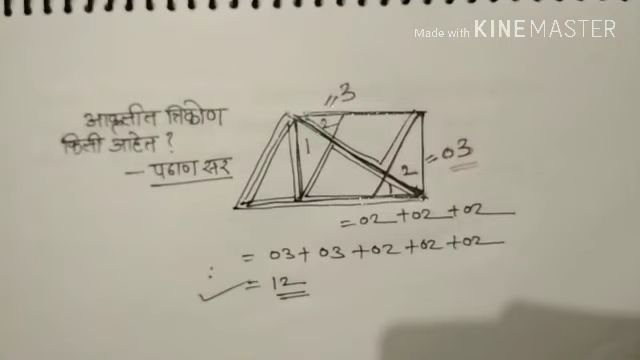 Made with KINEMASTER
आकृतीत त्रिकोण
किती आहेत ?
- पठाण सर
= 3
2
1
2
1
= 03
= 02 + 02 + 02
= 03 + 03 + 02 + 02 + 02
∴ = 12